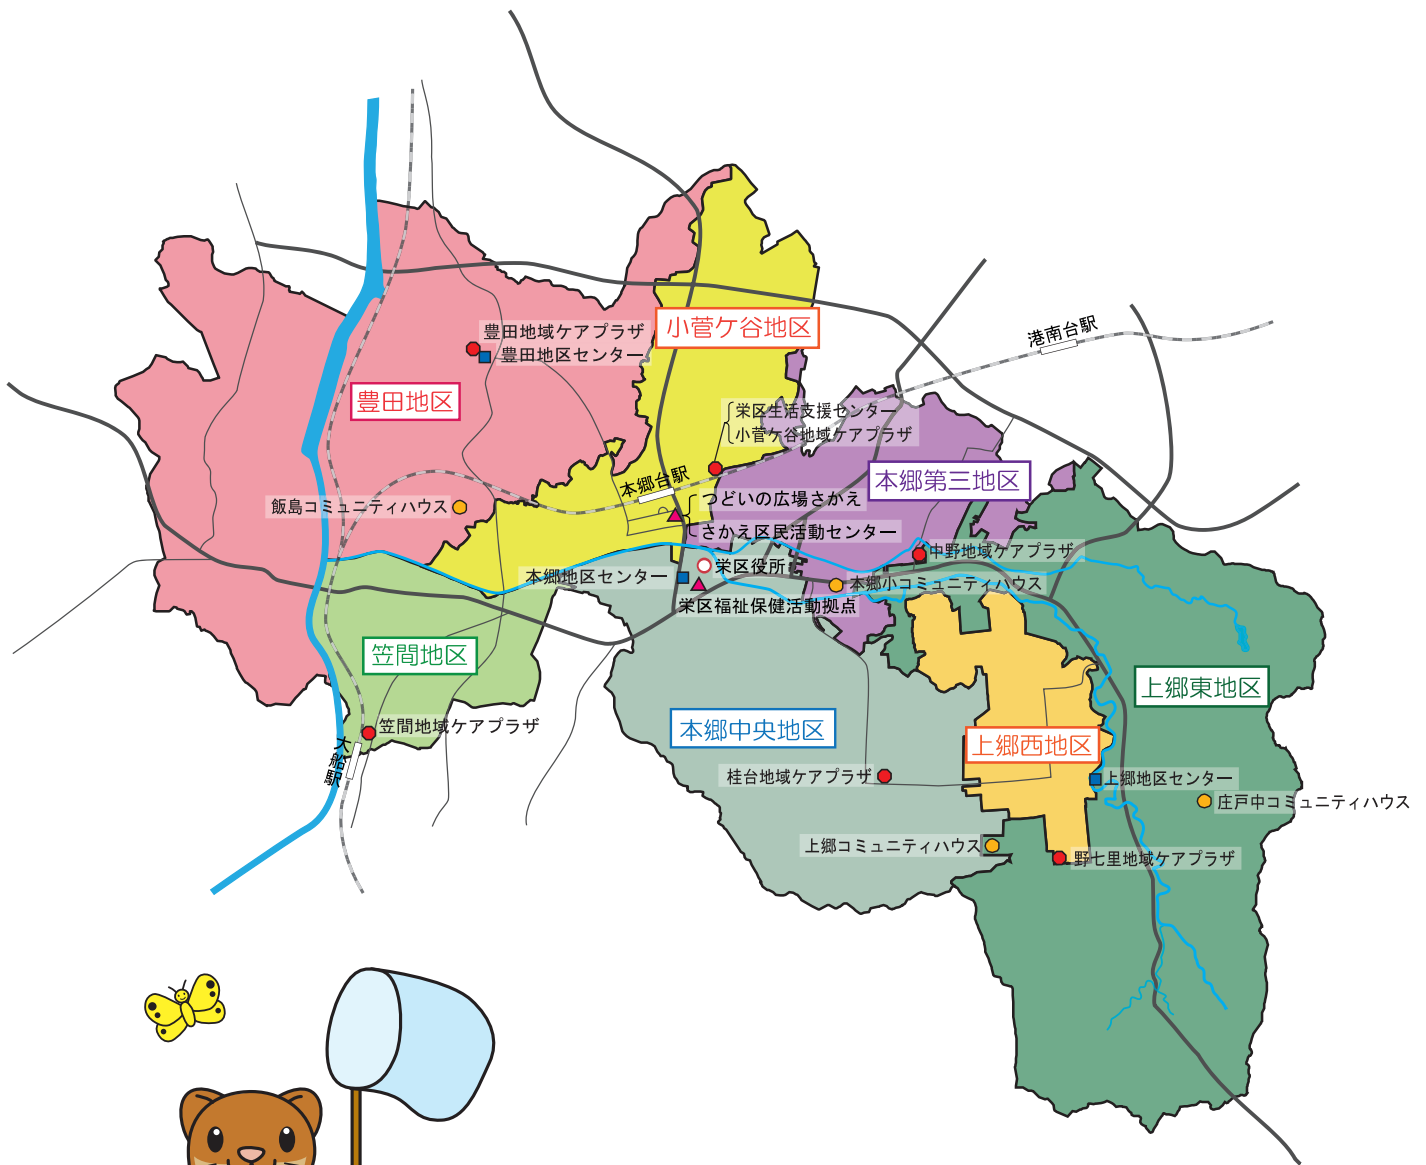 港南台駅
小菅ケ谷地区
豊田地域ケアプラザ
豊田地区センター
豊田地区
栄区生活支援センター
小菅ケ谷地域ケアプラザ
本郷台駅
本郷第三地区
飯島コミュニティハウス
つどいの広場さかえ
さかえ区民活動センター
中野地域ケアプラザ
栄区役所
本郷地区センター
本郷小コミュニティハウス
栄区福祉保健活動拠点
笠間地区
上郷東地区
本郷中央地区
笠間地域ケアプラザ
上郷西地区
大船駅
桂台地域ケアプラザ
上郷地区センター
庄戸中コミュニティハウス
上郷コミュニティハウス
野七里地域ケアプラザ